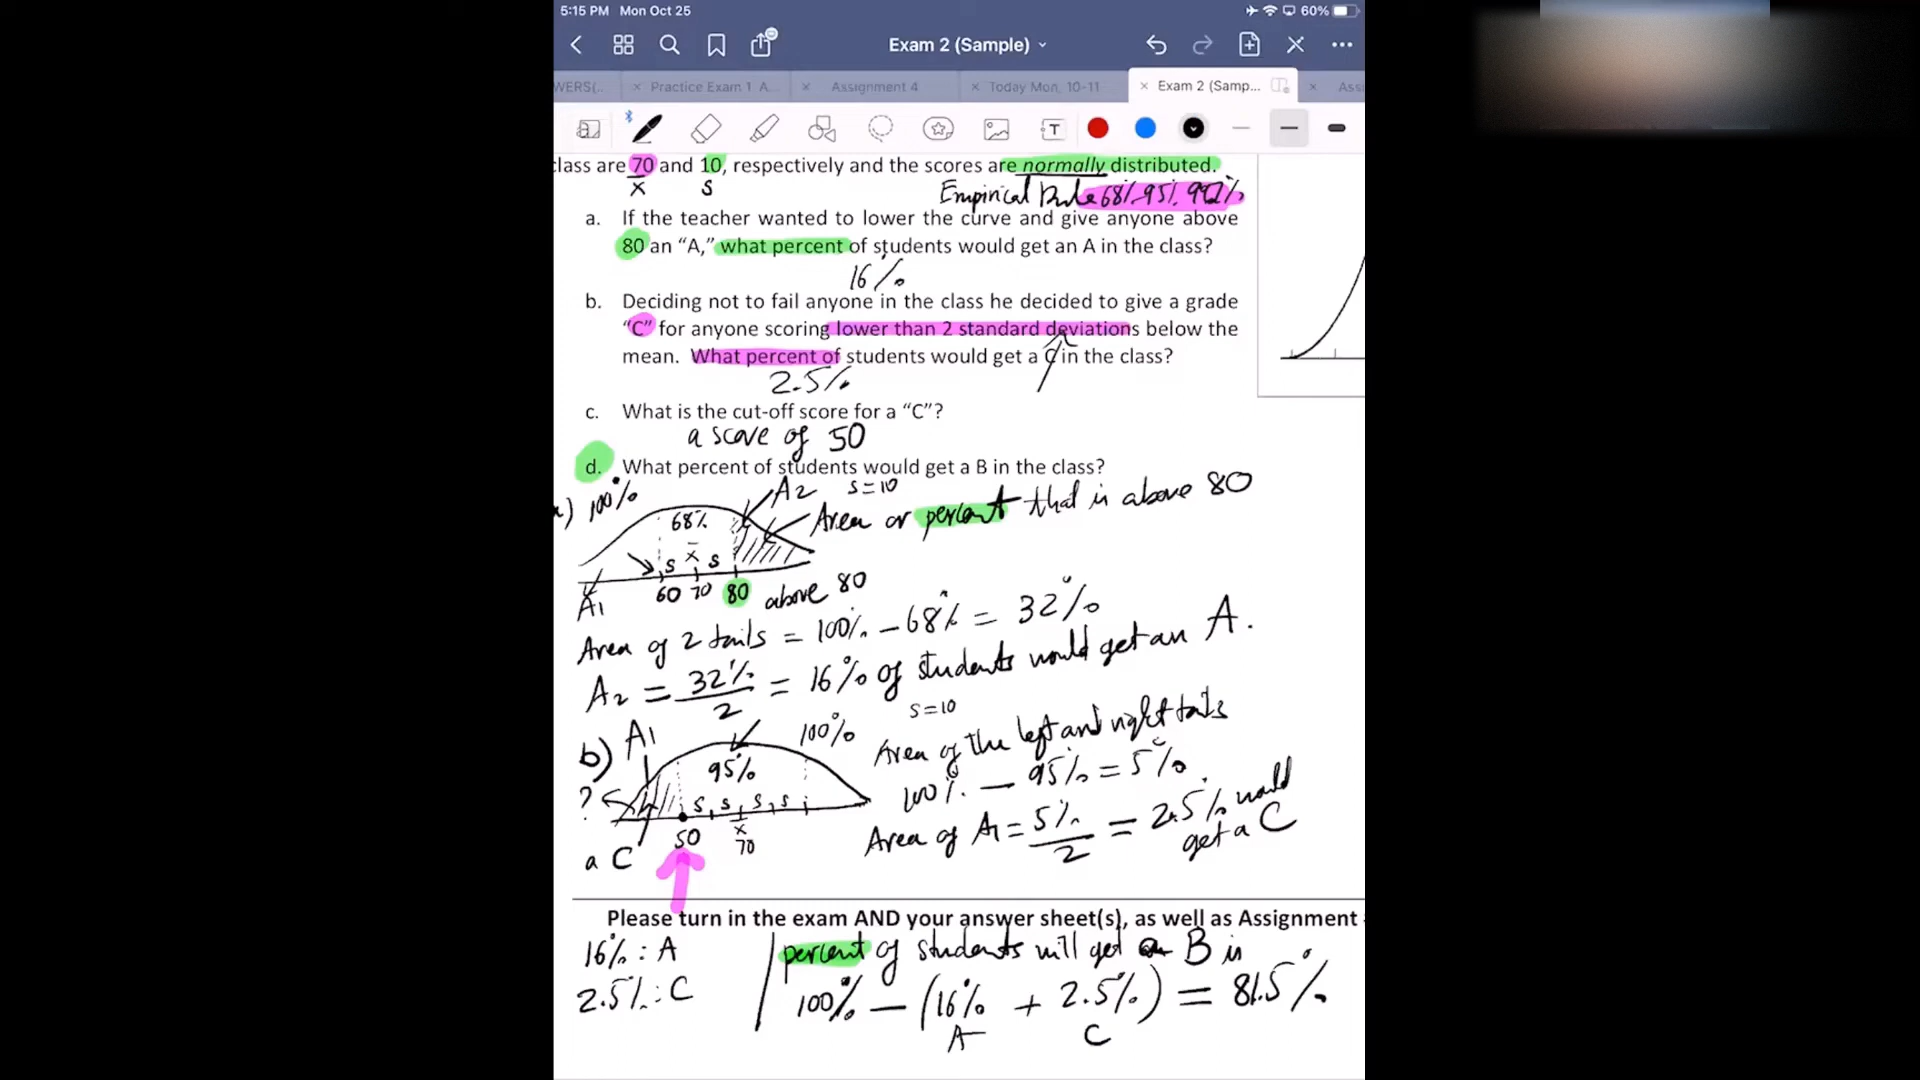 5:15 PM Mon Oct 25
60%
Exam 2 (Sample)
WERS(..
Practice Exam 1 A...
Assignment 4
Today Mon, 10-11
Exam 2 (Samp...
Ass
class are 70 and 10, respectively and the scores are normally distributed.
x s
Empirical Rule 68%, 95%, 99.7%
a. If the teacher wanted to lower the curve and give anyone above
80 an “A,” what percent of students would get an A in the class?
16%
b. Deciding not to fail anyone in the class he decided to give a grade
“C” for anyone scoring lower than 2 standard deviations below the
mean. What percent of students would get a C in the class?
2.5%
c. What is the cut-off score for a “C”?
a score of 50
d. What percent of students would get a B in the class?
a) 100% A2 s=10
68% Area or percent that is above 80
s x̄ s
A1 60 70 80 above 80
Area of 2 tails = 100% - 68% = 32%
A2 = 32%/2 = 16% of students would get an A.
s=10
b) A1 100% Area of the left and right tails
95% 100% - 95% = 5%
? s s s s
50 x̄ 70 Area of A1 = 5%/2 = 2.5% would get a C
a C
Please turn in the exam AND your answer sheet(s), as well as Assignment
16% : A percent of students will get a B is
2.5% : C 100% - (16% + 2.5%) = 81.5%
A C